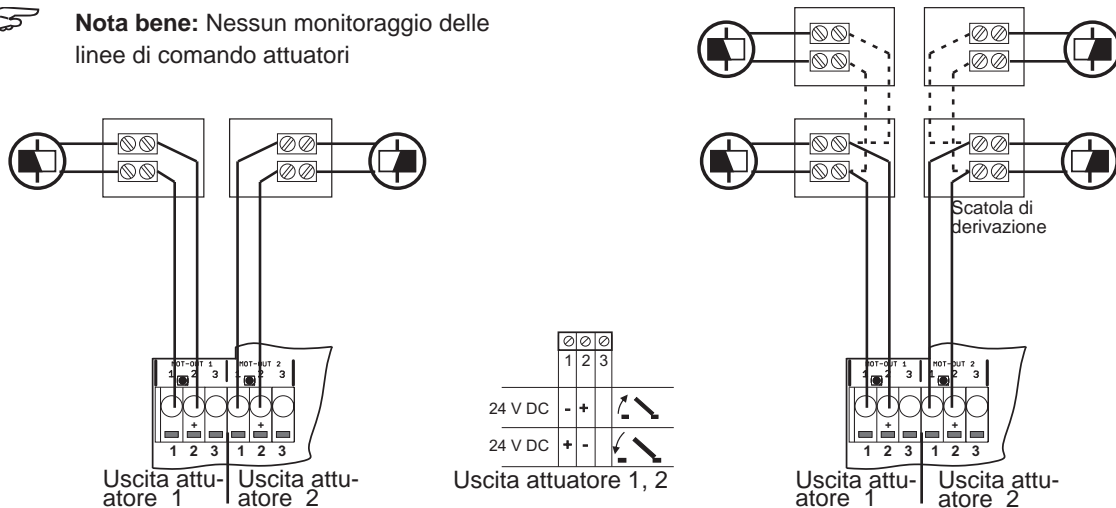 Nota bene: Nessun monitoraggio delle
linee di comando attuatori
MOT-OUT 1 MOT-OUT 2
1 2 3 1 2 3
+ +
1 2 3 1 2 3
Uscita attu-
atore 1
Uscita attu-
atore 2
1 2 3
24 V DC - +
24 V DC + -
Uscita attuatore 1, 2
Scatola di
derivazione
MOT-OUT 1 MOT-OUT 2
1 2 3 1 2 3
+ +
1 2 3 1 2 3
Uscita attu-
atore 1
Uscita attu-
atore 2